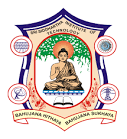 SRI SIDDHARTHA INSTITUTE OF
TECHNOLOGY
BAHUJANA HITHAYA BAHUJANA SUKHAYA